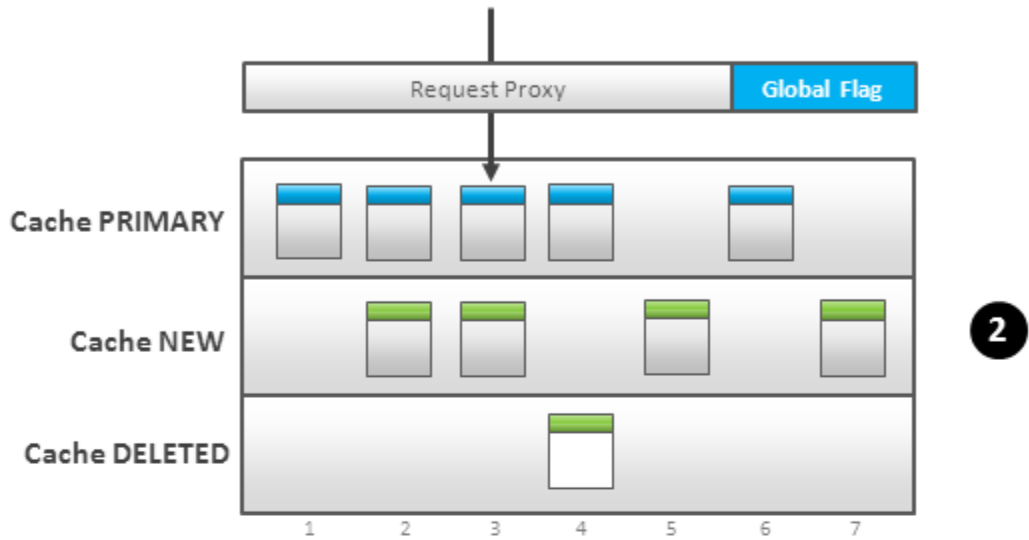 Request Proxy
Global Flag
Cache PRIMARY
Cache NEW
2
Cache DELETED
1 2 3 4 5 6 7